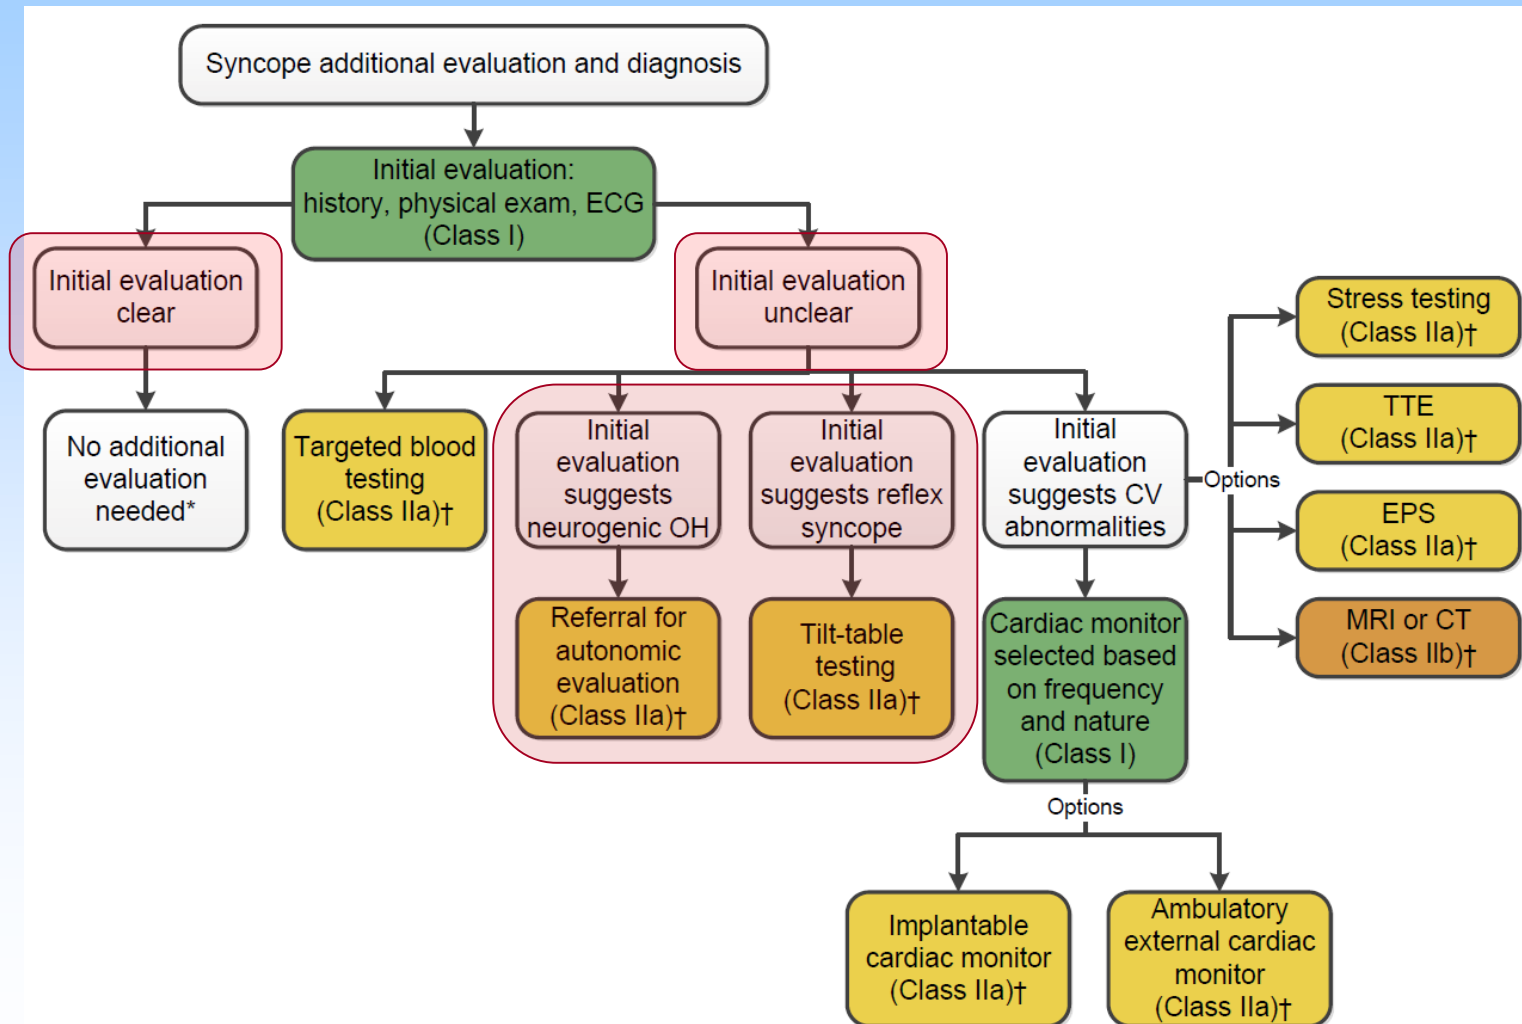 Syncope additional evaluation and diagnosis
Initial evaluation:
history, physical exam, ECG
(Class I)
Initial evaluation
clear
Initial evaluation
unclear
No additional
evaluation
needed*
Targeted blood
testing
(Class IIa)†
Initial
evaluation
suggests
neurogenic OH
Initial
evaluation
suggests reflex
syncope
Initial
evaluation
suggests CV
abnormalities
Options
Stress testing
(Class IIa)†
TTE
(Class IIa)†
EPS
(Class IIa)†
MRI or CT
(Class IIb)†
Referral for
autonomic
evaluation
(Class IIa)†
Tilt-table
testing
(Class IIa)†
Cardiac monitor
selected based
on frequency
and nature
(Class I)
Options
Implantable
cardiac monitor
(Class IIa)†
Ambulatory
external cardiac
monitor
(Class IIa)†